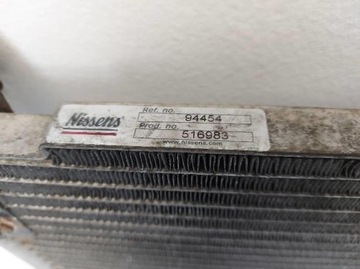 Nissens
Ref. no.
94454
Prod. no.
516983
www.nissens.com